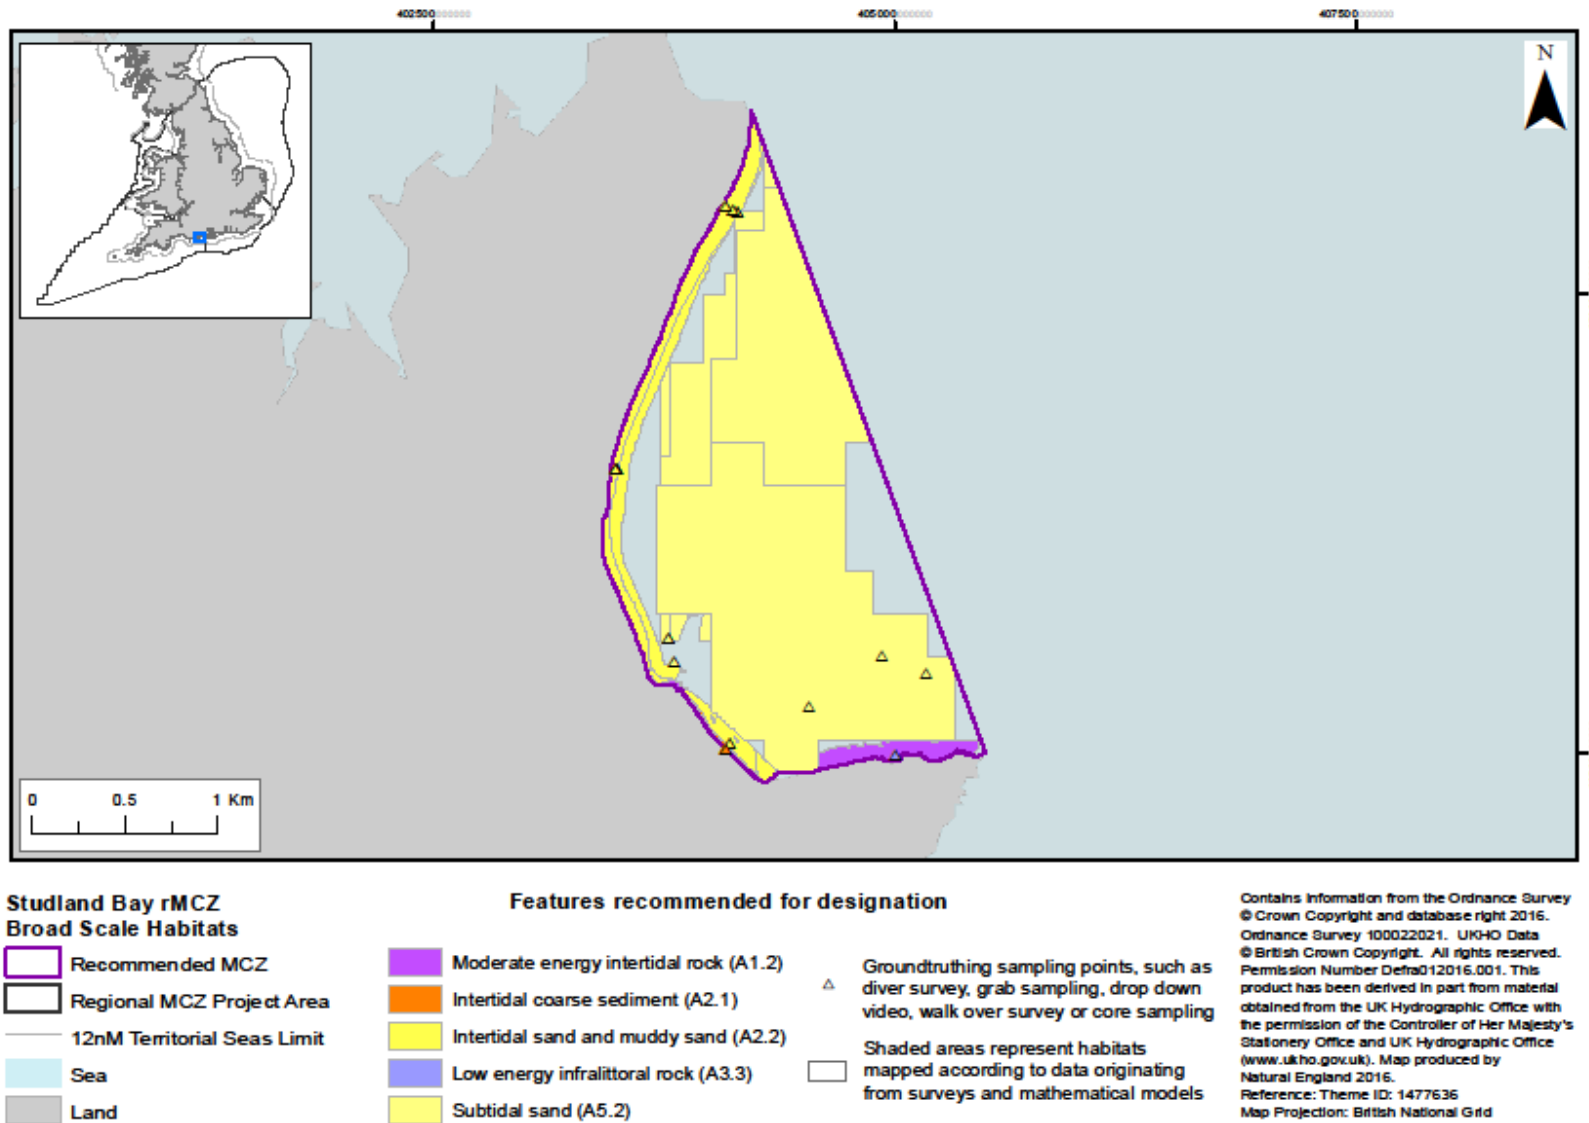 402500000000
405000000000
407500000000
N
0 0.5 1 Km
Studland Bay rMCZ
Broad Scale Habitats
Recommended MCZ
Regional MCZ Project Area
12nM Territorial Seas Limit
Sea
Land
Features recommended for designation
Moderate energy intertidal rock (A1.2)
Intertidal coarse sediment (A2.1)
Intertidal sand and muddy sand (A2.2)
Low energy infralittoral rock (A3.3)
Subtidal sand (A5.2)
Groundtruthing sampling points, such as
diver survey, grab sampling, drop down
video, walk over survey or core sampling
Shaded areas represent habitats
mapped according to data originating
from surveys and mathematical models
Contains information from the Ordnance Survey
© Crown Copyright and database right 2016.
Ordnance Survey 100022021. UKHO Data
© British Crown Copyright. All rights reserved.
Permission Number Defra012016.001. This
product has been derived in part from material
obtained from the UK Hydrographic Office with
the permission of the Controller of Her Majesty's
Stationery Office and UK Hydrographic Office
(www.ukho.gov.uk). Map produced by
Natural England 2016.
Reference: Theme ID: 1477636
Map Projection: British National Grid